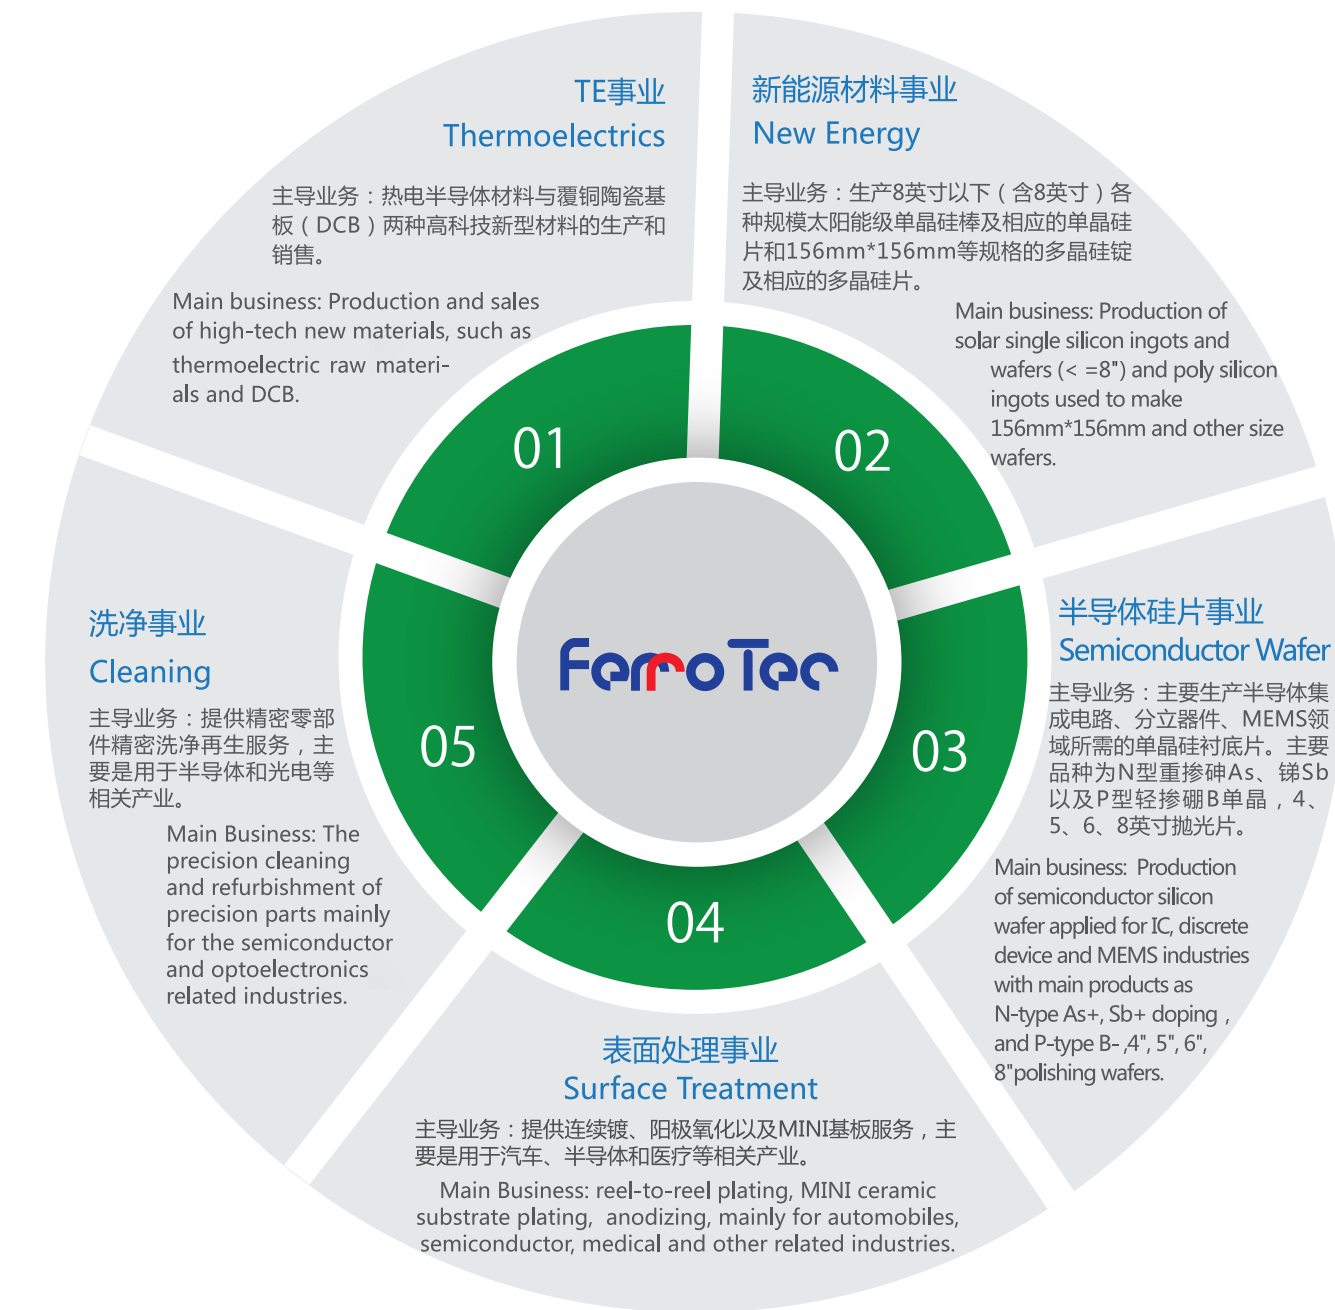 TE事业
Thermoelectrics
主导业务：热电半导体材料与覆铜陶瓷基
板（DCB）两种高科技新型材料的生产和
销售。
Main business: Production and sales
of high-tech new materials, such as
thermoelectric raw materi-
als and DCB.
01
新能源材料事业
New Energy
主导业务：生产8英寸以下（含8英寸）各
种规模太阳能级单晶硅棒及相应的单晶硅
片和156mm*156mm等规格的多晶硅锭
及相应的多晶硅片。
Main business: Production of
solar single silicon ingots and
wafers (< =8") and poly silicon
ingots used to make
156mm*156mm and other size
wafers.
02
半导体硅片事业
Semiconductor Wafer
主导业务：主要生产半导体集
成电路、分立器件、MEMS领
域所需的单晶硅衬底片。主要
品种为N型重掺砷As、锑Sb
以及P型轻掺硼B单晶，4、
5、6、8英寸抛光片。
Main business: Production
of semiconductor silicon
wafer applied for IC, discrete
device and MEMS industries
with main products as
N-type As+, Sb+ doping ,
and P-type B- ,4", 5", 6",
8"polishing wafers.
03
表面处理事业
Surface Treatment
主导业务：提供连续镀、阳极氧化以及MINI基板服务，主
要是用于汽车、半导体和医疗等相关产业。
Main Business: reel-to-reel plating, MINI ceramic
substrate plating, anodizing, mainly for automobiles,
semiconductor, medical and other related industries.
04
洗净事业
Cleaning
主导业务：提供精密零部
件精密洗净再生服务，主
要是用于半导体和光电等
相关产业。
Main Business: The
precision cleaning
and refurbishment of
precision parts mainly
for the semiconductor
and optoelectronics
related industries.
05
FerroTec